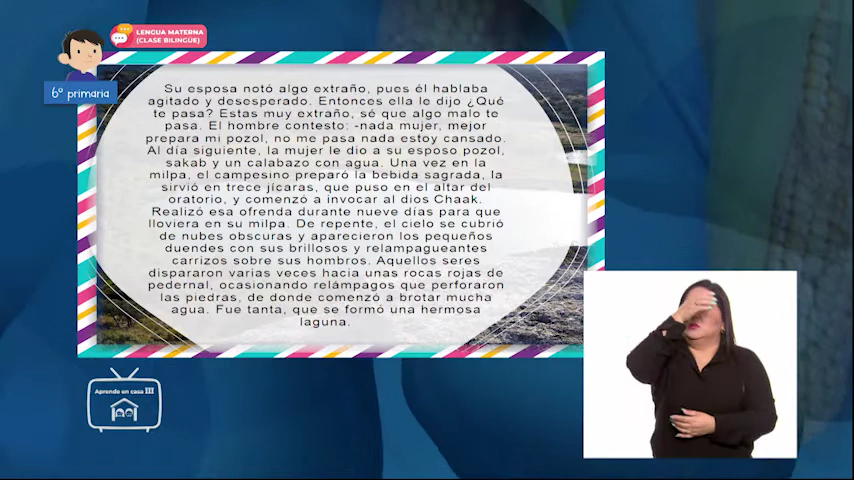 LENGUA MATERNA
(CLASE BILINGÜE)
6º primaria
Su esposa notó algo extraño, pues él hablaba
agitado y desesperado. Entonces ella le dijo ¿Qué
te pasa? Estas muy extraño, sé que algo malo te
pasa. El hombre contesto: -nada mujer, mejor
prepara mi pozol, no me pasa nada estoy cansado.
Al día siguiente, la mujer le dio a su esposo pozol,
sakab y un calabazo con agua. Una vez en la
milpa, el campesino preparó la bebida sagrada, la
sirvió en trece jícaras, que puso en el altar del
oratorio, y comenzó a invocar al dios Chaak.
Realizó esa ofrenda durante nueve días para que
lloviera en su milpa. De repente, el cielo se cubrió
de nubes obscuras y aparecieron los pequeños
duendes con sus brillosos y relampagueantes
carrizos sobre sus hombros. Aquellos seres
dispararon varias veces hacia unas rocas rojas de
pedernal, ocasionando relámpagos que perforaron
las piedras, de donde comenzó a brotar mucha
agua. Fue tanta, que se formó una hermosa
laguna.
Aprende en casa III